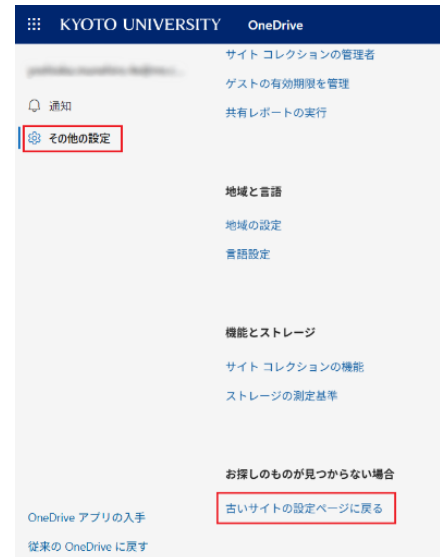 KYOTO UNIVERSITY OneDrive
サイト コレクションの管理者
ゲストの有効期限を管理
通知
共有レポートの実行
その他の設定
地域と言語
地域の設定
言語設定
機能とストレージ
サイト コレクションの機能
ストレージの測定基準
お探しのものが見つからない場合
古いサイトの設定ページに戻る
OneDrive アプリの入手
従来の OneDrive に戻す